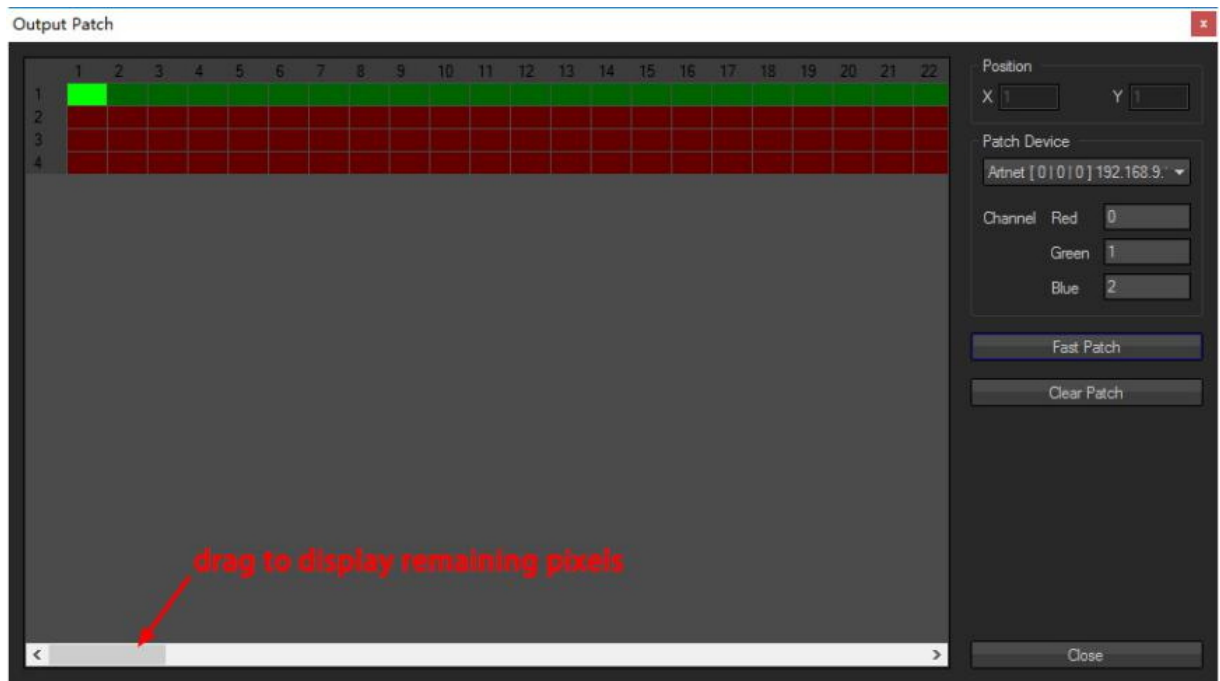 Output Patch
x
1 2 3 4 5 6 7 8 9 10 11 12 13 14 15 16 17 18 19 20 21 22
1
2
3
4
Position
X 1 Y 1
Patch Device
Artnet [ 0 | 0 | 0 ] 192.168.9.
Channel Red 0
Green 1
Blue 2
Fast Patch
Clear Patch
drag to display remaining pixels
< >
Close